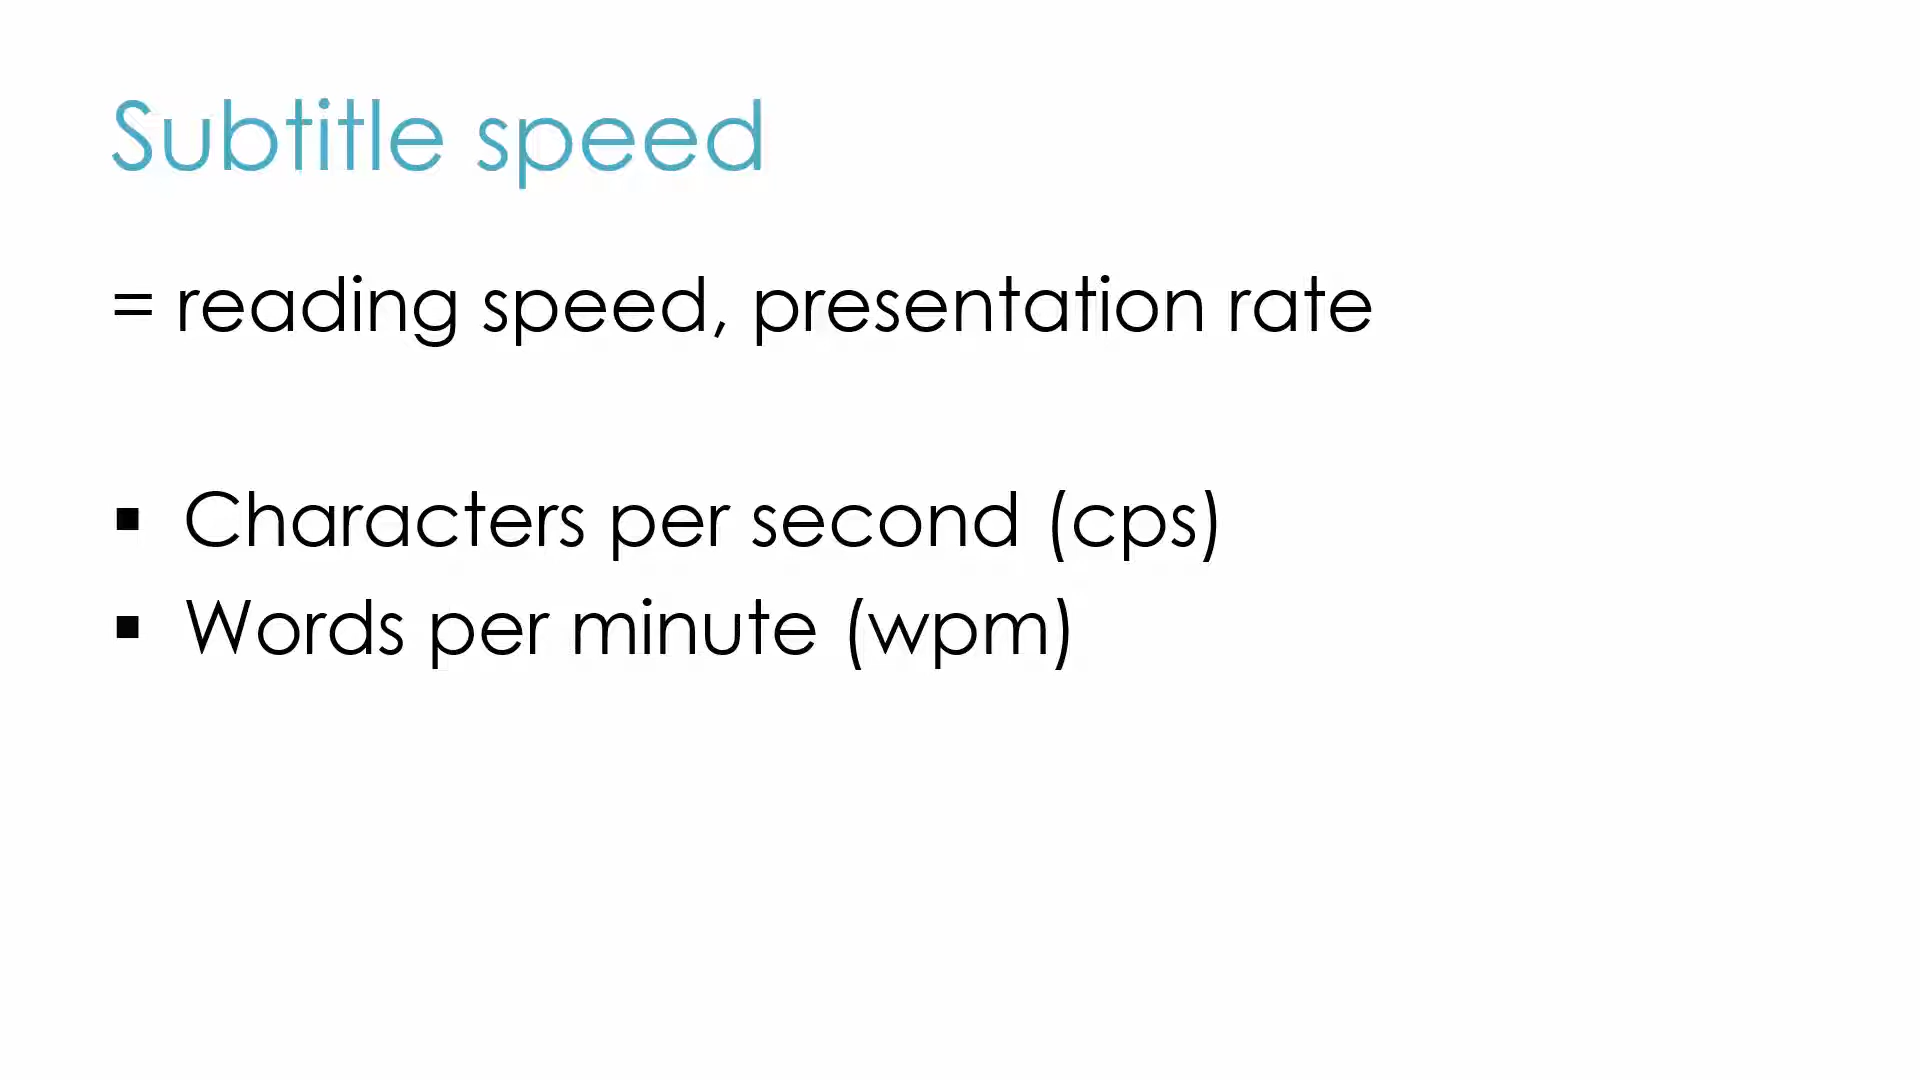 Subtitle speed
= reading speed, presentation rate
▪ Characters per second (cps)
▪ Words per minute (wpm)